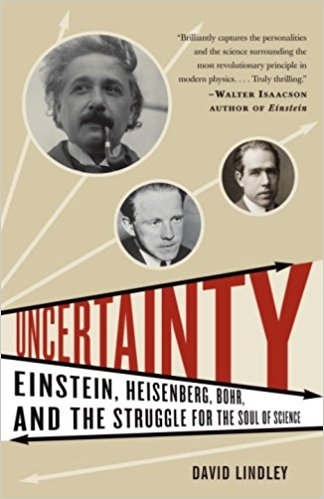 "Brilliantly captures the personalities
and the science surrounding the
most revolutionary principle in
modern physics. . . . Truly thrilling."
–WALTER ISAACSON
AUTHOR OF Einstein
UNCERTAINTY
EINSTEIN, HEISENBERG, BOHR,
AND THE STRUGGLE FOR THE SOUL OF SCIENCE
DAVID LINDLEY